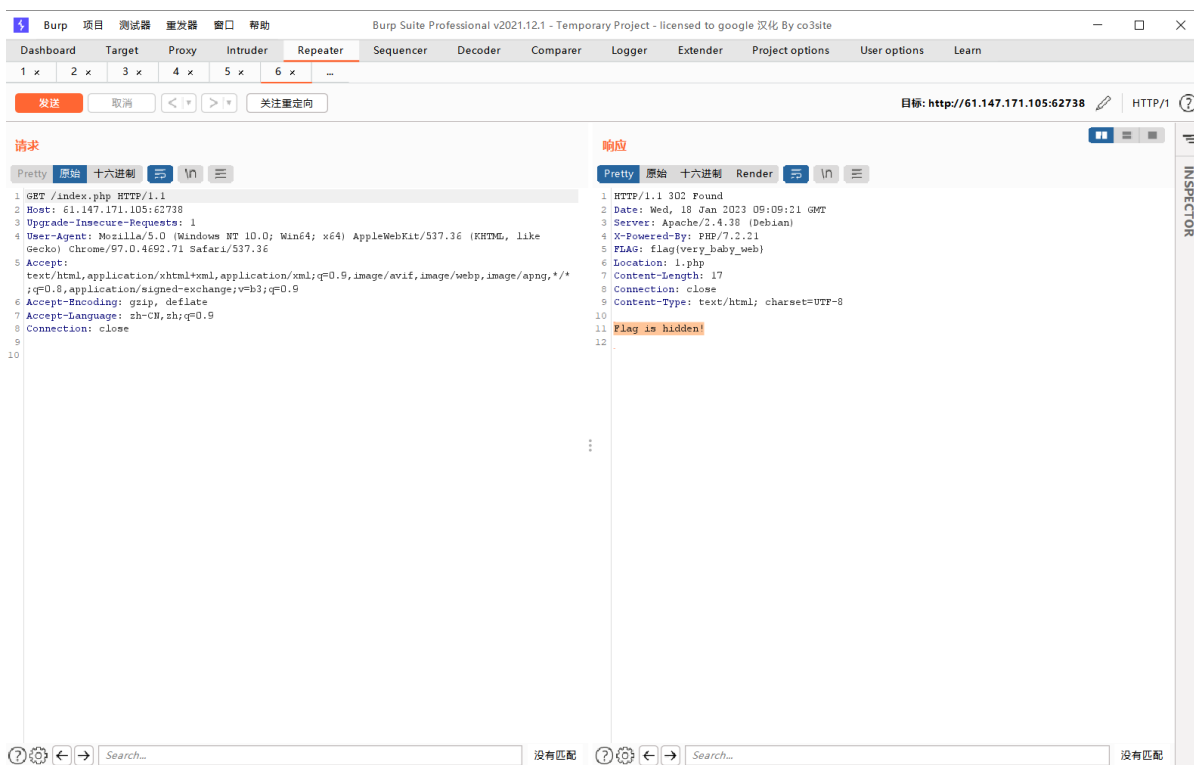 Burp 项目 测试器 重发器 窗口 帮助 Burp Suite Professional v2021.12.1 - Temporary Project - licensed to google 汉化 By co3site
Dashboard Target Proxy Intruder Repeater Sequencer Decoder Comparer Logger Extender Project options User options Learn
1 × 2 × 3 × 4 × 5 × 6 × ...
发送 取消 < > 关注重定向 目标: http://61.147.171.105:62738 HTTP/1
请求
Pretty 原始 十六进制 \n
1 GET /index.php HTTP/1.1
2 Host: 61.147.171.105:62738
3 Upgrade-Insecure-Requests: 1
4 User-Agent: Mozilla/5.0 (Windows NT 10.0; Win64; x64) AppleWebKit/537.36 (KHTML, like
Gecko) Chrome/97.0.4692.71 Safari/537.36
5 Accept:
text/html,application/xhtml+xml,application/xml;q=0.9,image/avif,image/webp,image/apng,*/*
;q=0.8,application/signed-exchange;v=b3;q=0.9
6 Accept-Encoding: gzip, deflate
7 Accept-Language: zh-CN,zh;q=0.9
8 Connection: close
9
10
Search...
没有匹配
响应
Pretty 原始 十六进制 Render \n
1 HTTP/1.1 302 Found
2 Date: Wed, 18 Jan 2023 09:09:21 GMT
3 Server: Apache/2.4.38 (Debian)
4 X-Powered-By: PHP/7.2.21
5 FLAG: flag{very_baby_web}
6 Location: 1.php
7 Content-Length: 17
8 Connection: close
9 Content-Type: text/html; charset=UTF-8
10
11 Flag is hidden!
12
Search...
没有匹配
INSPECTOR